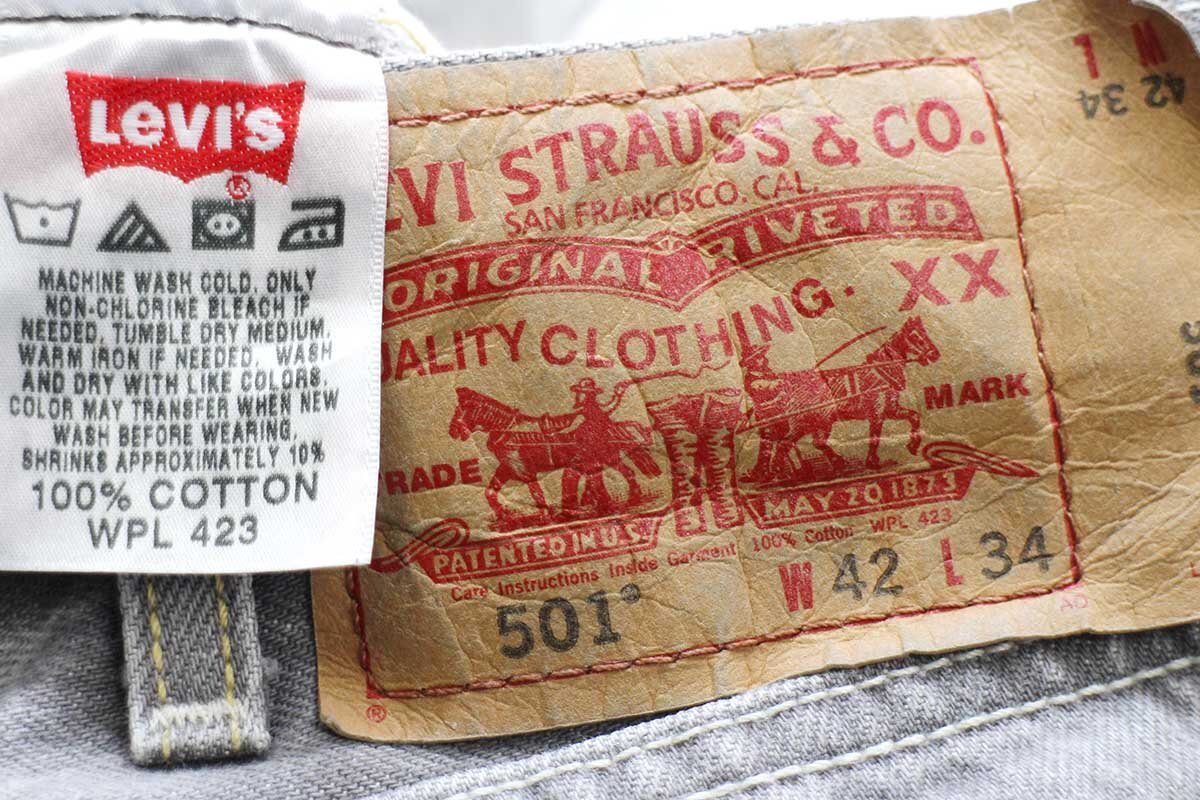 LEVI'S
®
MACHINE WASH COLD, ONLY
NON-CHLORINE BLEACH IF
NEEDED. TUMBLE DRY MEDIUM.
WARM IRON IF NEEDED. WASH
AND DRY WITH LIKE COLORS.
COLOR MAY TRANSFER WHEN NEW
WASH BEFORE WEARING.
SHRINKS APPROXIMATELY 10%
100% COTTON
WPL 423
EVI STRAUSS & CO.
SAN FRANCISCO, CAL.
ORIGINAL RIVETED
UALITY CLOTHING. XX
TRADE MARK
PATENTED IN U.S. MAY 20 1873
Care Instructions Inside Garment 100% Cotton WPL 423
501® W 42 L 34
®
W L
42 34